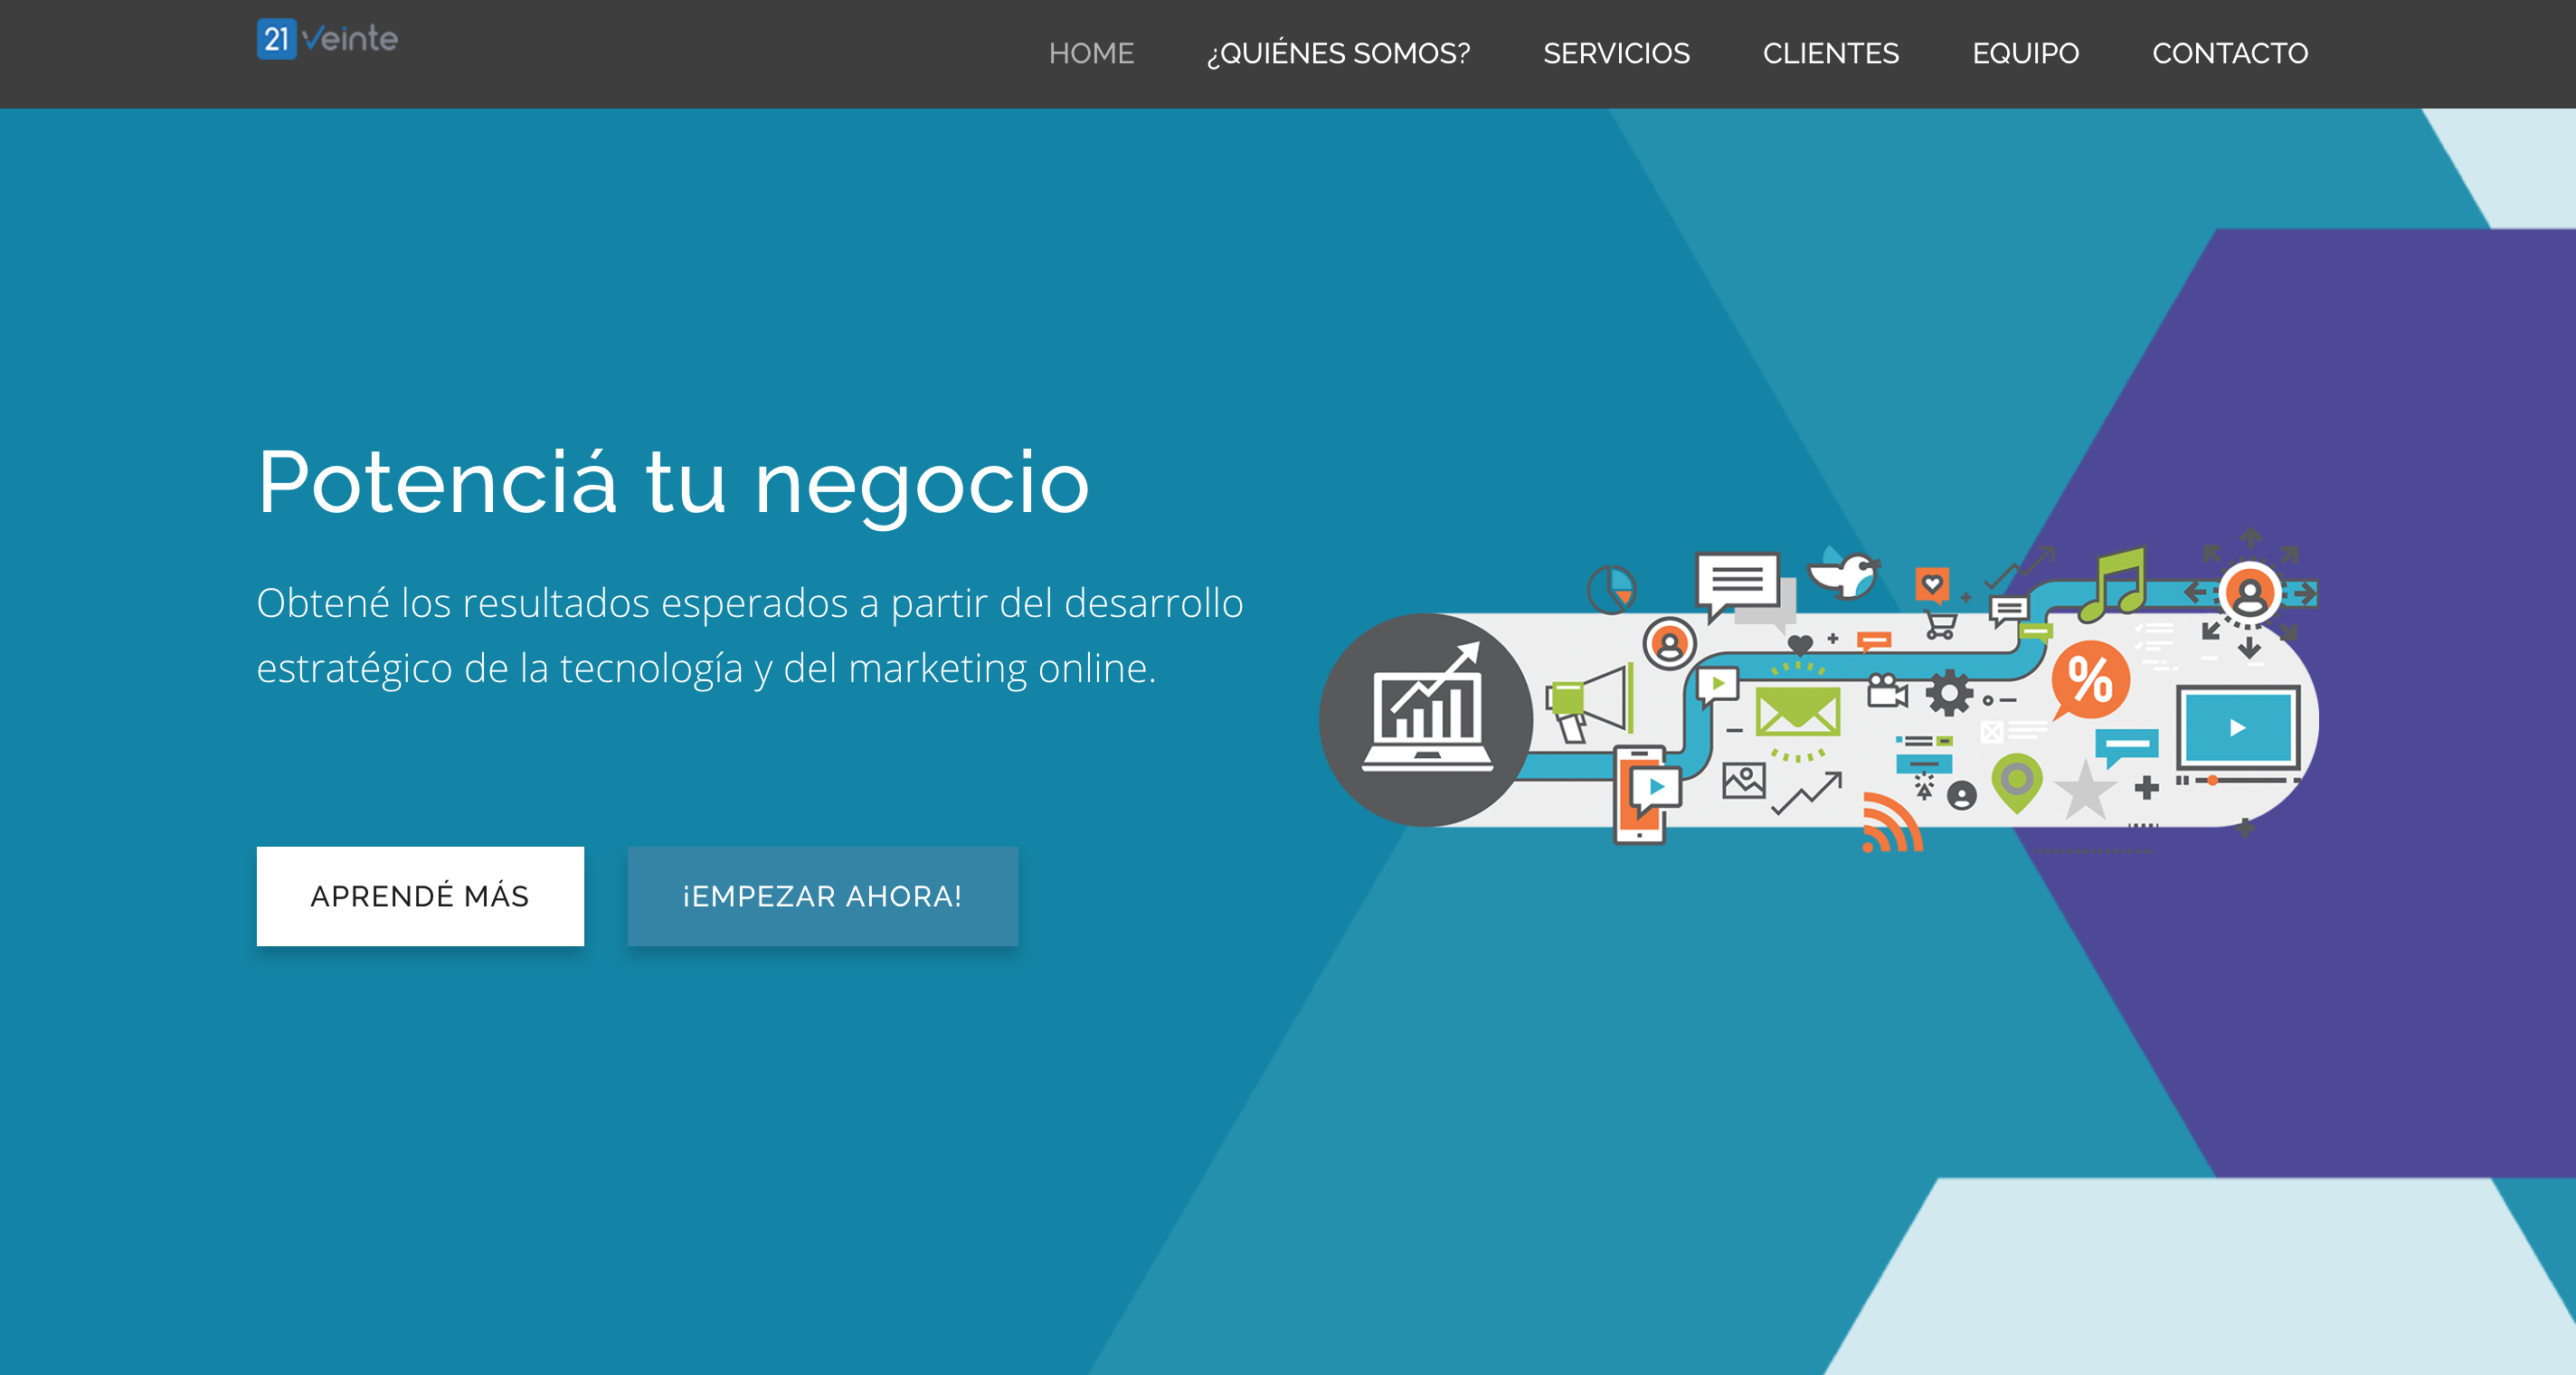 21 Veinte
HOME ¿QUIÉNES SOMOS? SERVICIOS CLIENTES EQUIPO CONTACTO
Potenciá tu negocio
Obtené los resultados esperados a partir del desarrollo
estratégico de la tecnología y del marketing online.
%
APRENDÉ MÁS ¡EMPEZAR AHORA!